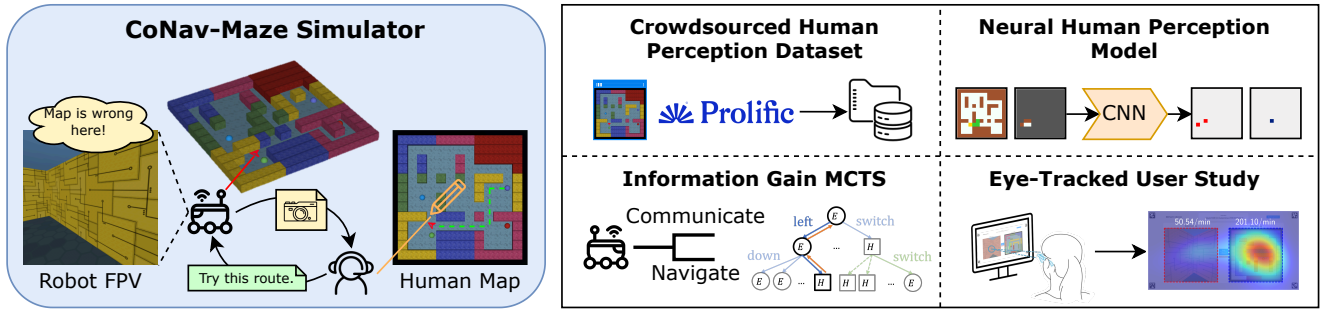 CoNav-Maze Simulator
Map is wrong
here!
Robot FPV
Try this route.
Human Map
Crowdsourced Human
Perception Dataset
Prolific
Neural Human Perception
Model
CNN
Information Gain MCTS
Communicate
Navigate
E
left
switch
E
...
H
down
switch
E
E
...
H
H
H
...
E
Eye-Tracked User Study
50.54/min
201.10/min